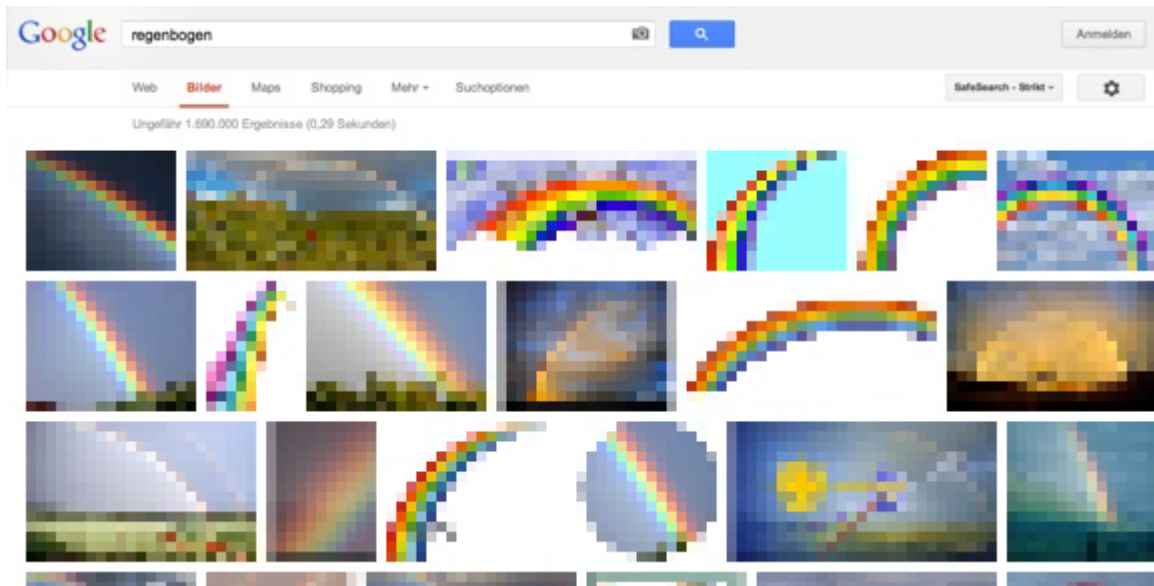 Google regenbogen Anmelden
Web Bilder Maps Shopping Mehr Suchoptionen SafeSearch - Strikt
Ungefähr 1.690.000 Ergebnisse (0,29 Sekunden)